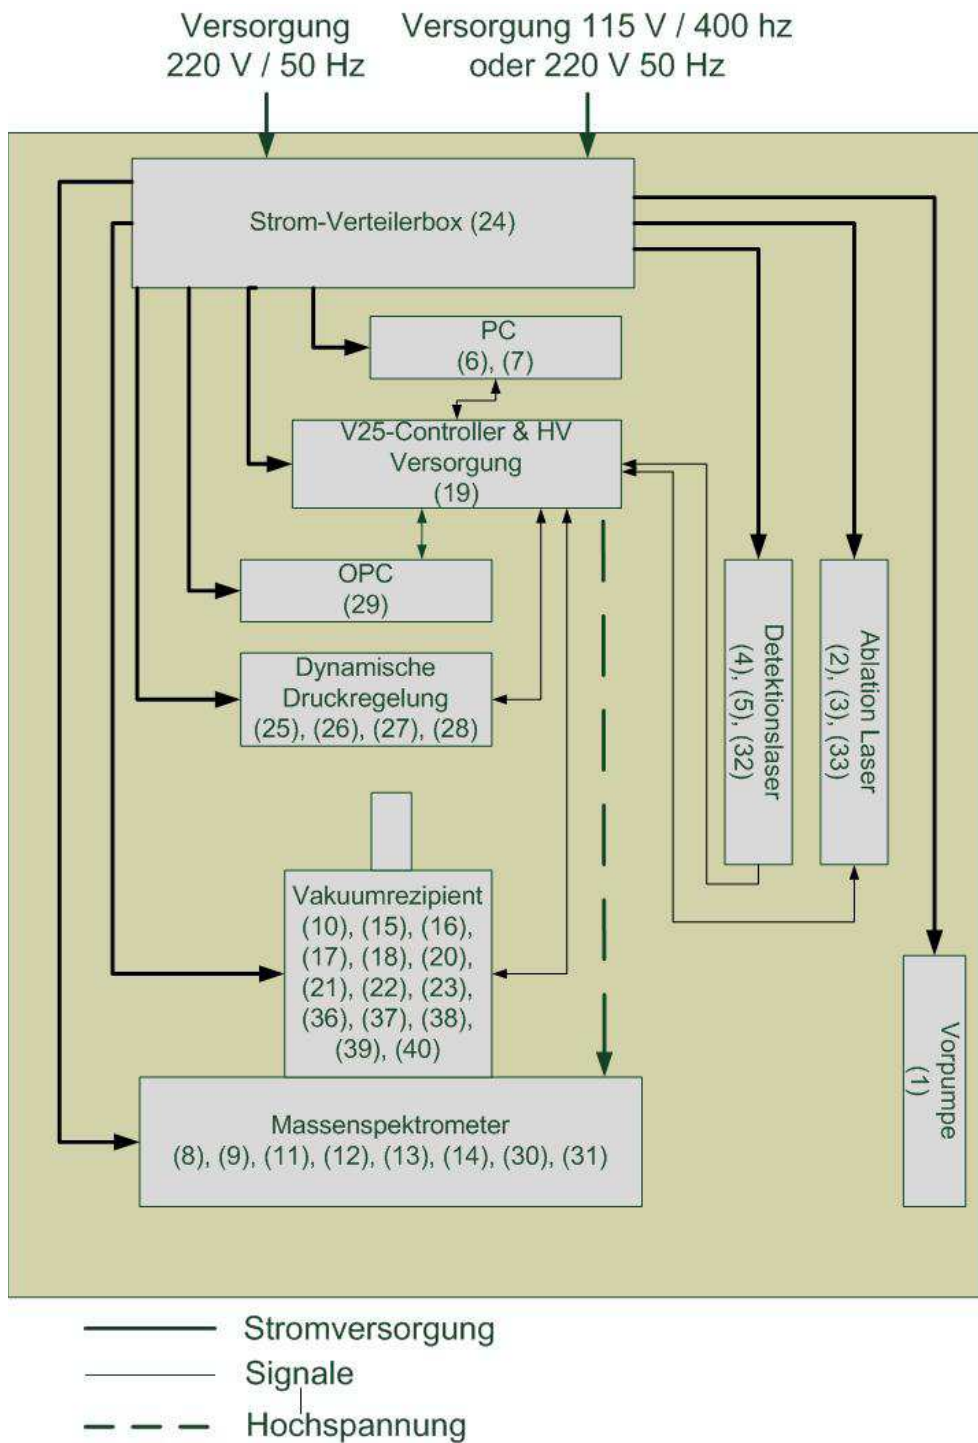 Versorgung
220 V / 50 Hz
Versorgung 115 V / 400 hz
oder 220 V 50 Hz
Strom-Verteilerbox (24)
PC
(6), (7)
V25-Controller & HV
Versorgung
(19)
OPC
(29)
Dynamische
Druckregelung
(25), (26), (27), (28)
Detektionslaser
(4), (5), (32)
Ablation Laser
(2), (3), (33)
Vakuumrezipient
(10), (15), (16),
(17), (18), (20),
(21), (22), (23),
(36), (37), (38),
(39), (40)
Vorpumpe
(1)
Massenspektrometer
(8), (9), (11), (12), (13), (14), (30), (31)
Stromversorgung
Signale
Hochspannung